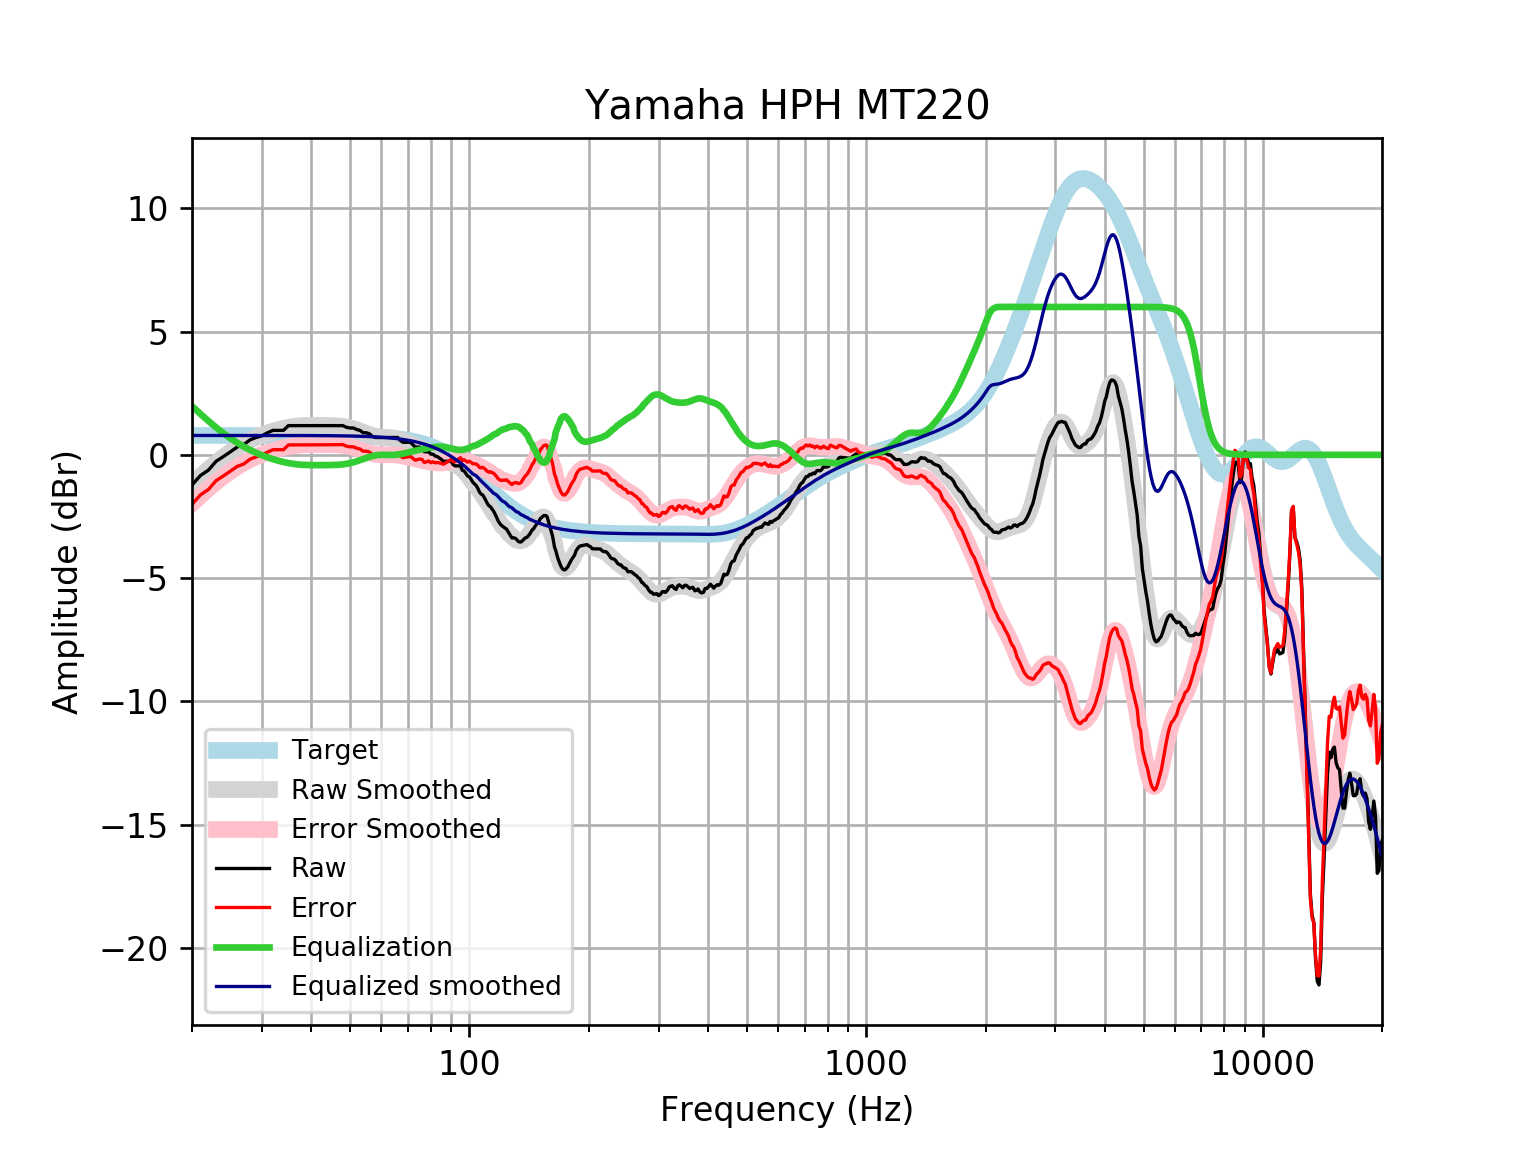 Yamaha HPH MT220
10
5
0
−5
−10
−15
−20
Amplitude (dBr)
Target
Raw Smoothed
Error Smoothed
Raw
Error
Equalization
Equalized smoothed
100 1000 10000
Frequency (Hz)